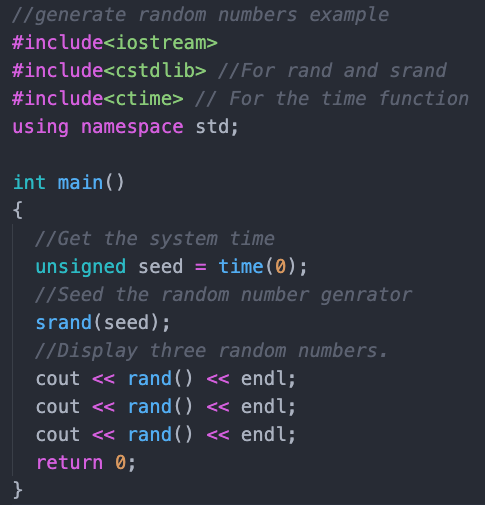 //generate random numbers example
#include<iostream>
#include<cstdlib> //For rand and srand
#include<ctime> // For the time function
using namespace std;

int main()
{
  //Get the system time
  unsigned seed = time(0);
  //Seed the random number genrator
  srand(seed);
  //Display three random numbers.
  cout << rand() << endl;
  cout << rand() << endl;
  cout << rand() << endl;
  return 0;
}